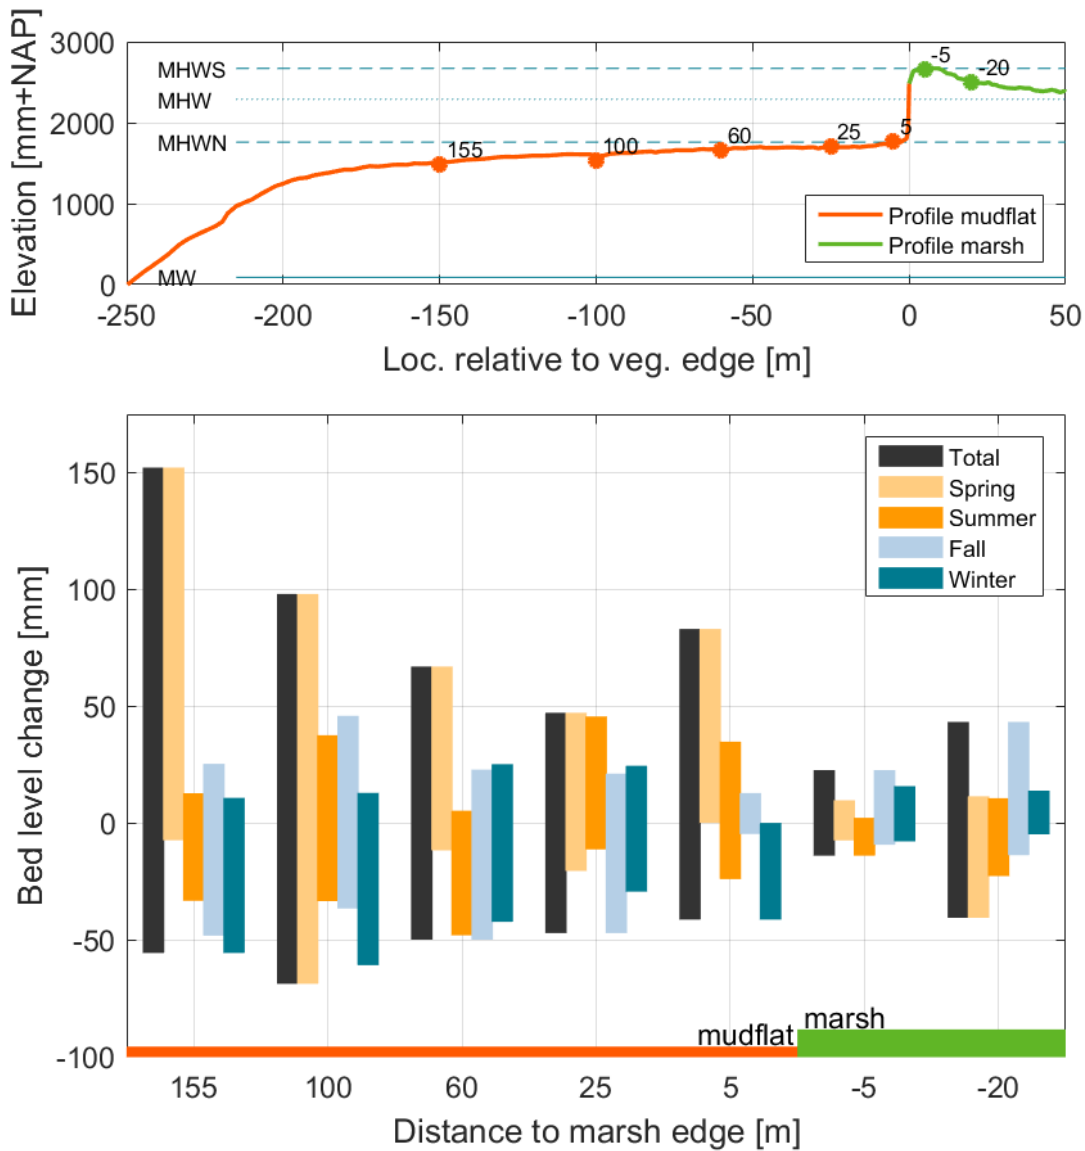 Elevation [mm+NAP]
3000
2000
1000
0
MHWS
MHW
MHWN
MW
155
100
60
25
5
-5
-20
Profile mudflat
Profile marsh
-250 -200 -150 -100 -50 0 50
Loc. relative to veg. edge [m]
Bed level change [mm]
150
100
50
0
-50
-100
Total
Spring
Summer
Fall
Winter
marsh
mudflat
155 100 60 25 5 -5 -20
Distance to marsh edge [m]